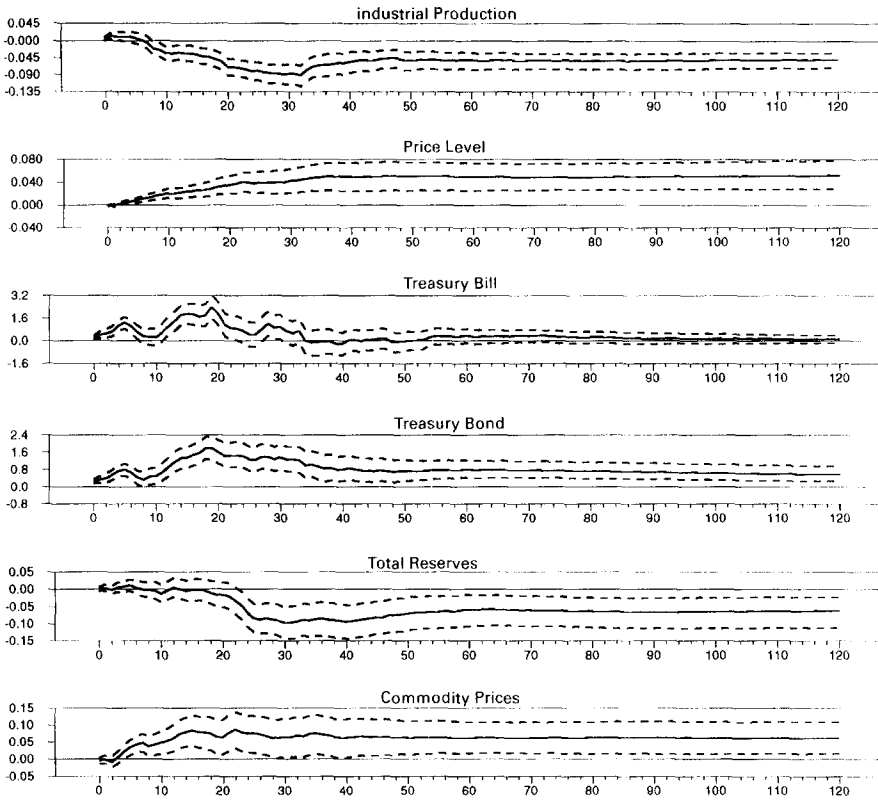 industrial Production
0.045
-0.000
-0.045
-0.090
-0.135
0 10 20 30 40 50 60 70 80 90 100 110 120
Price Level
0.080
0.040
0.000
-0.040
0 10 20 30 40 50 60 70 80 90 100 110 120
Treasury Bill
3.2
1.6
0.0
-1.6
0 10 20 30 40 50 60 70 80 90 100 110 120
Treasury Bond
2.4
1.6
0.8
0.0
-0.8
0 10 20 30 40 50 60 70 80 90 100 110 120
Total Reserves
0.05
0.00
-0.05
-0.10
-0.15
0 10 20 30 40 50 60 70 80 90 100 110 120
Commodity Prices
0.15
0.10
0.05
0.00
-0.05
0 10 20 30 40 50 60 70 80 90 100 110 120